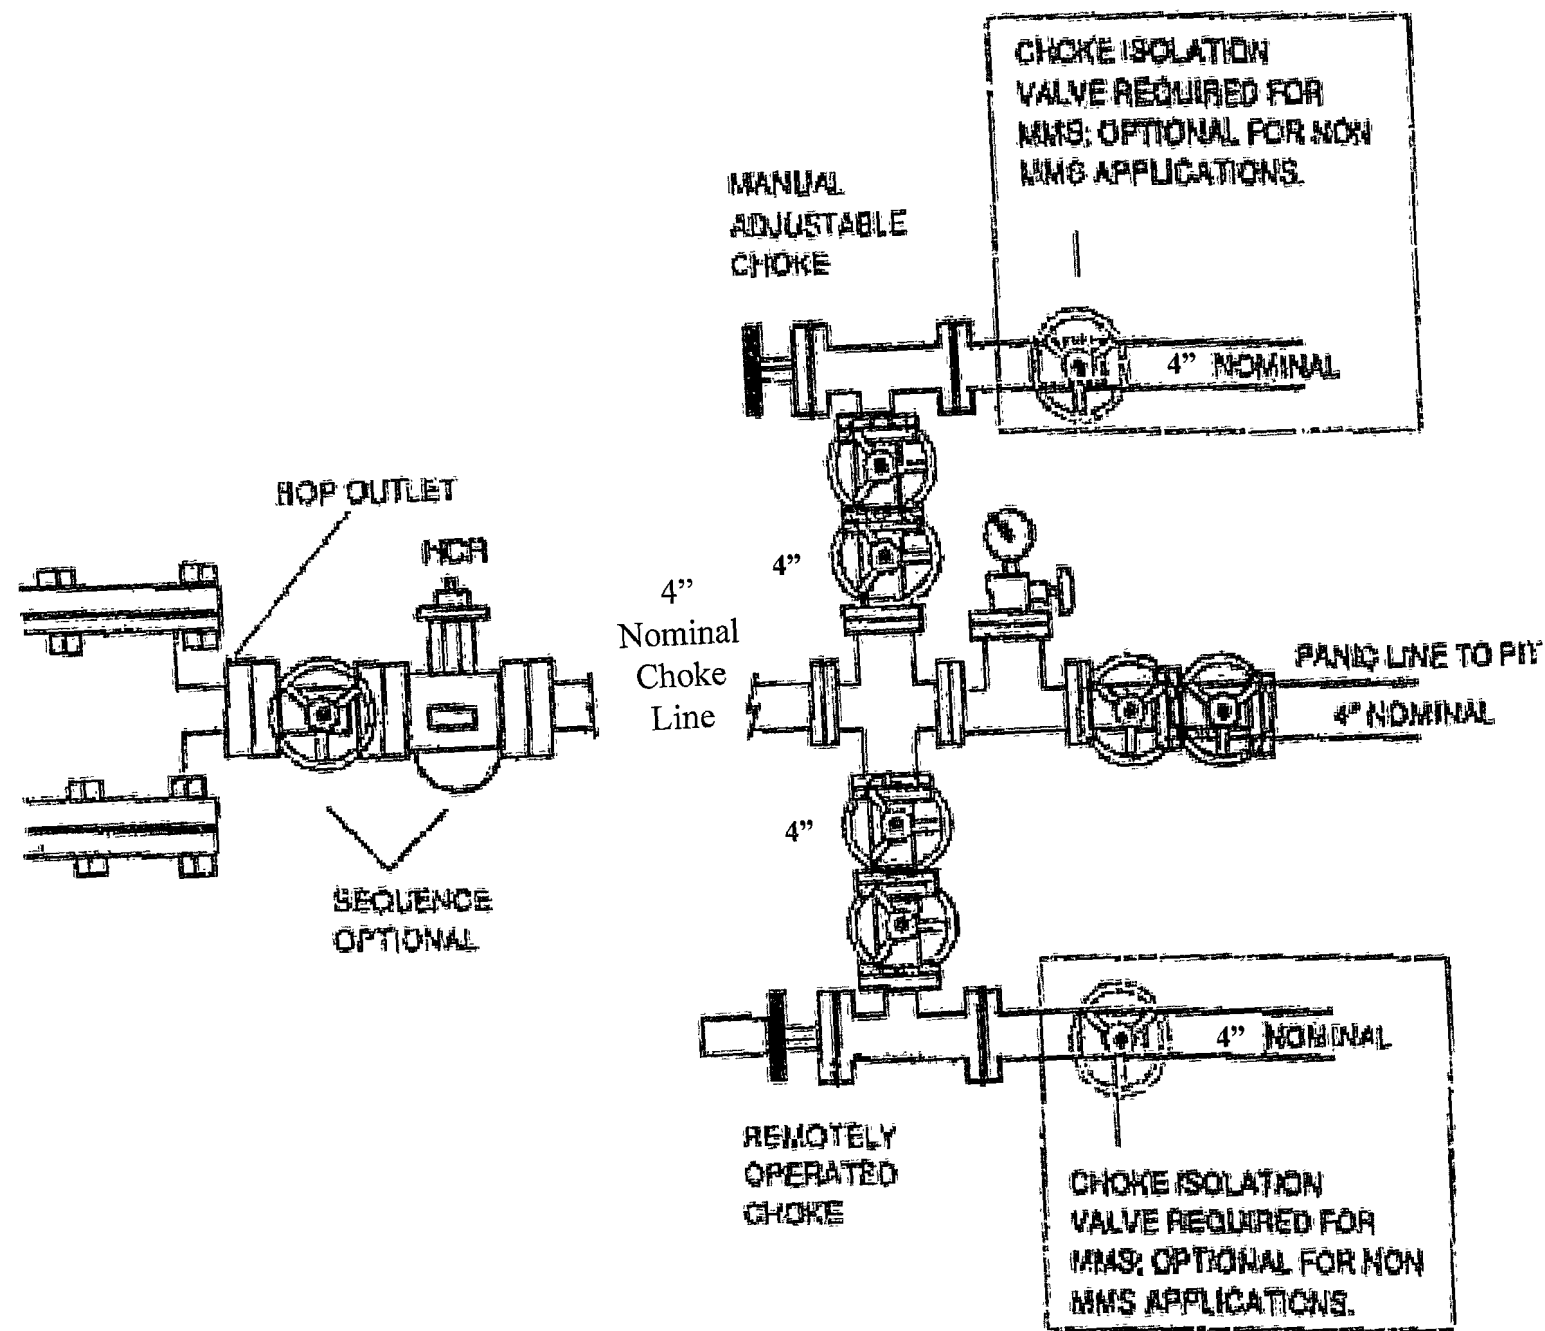 CHOKE ISOLATION
VALVE REQUIRED FOR
MMS; OPTIONAL FOR NON
MMS APPLICATIONS.
MANUAL
ADJUSTABLE
CHOKE
4” NOMINAL
BOP OUTLET
HCR
4”
4”
Nominal
Choke
Line
PANIC LINE TO PIT
4" NOMINAL
4”
SEQUENCE
OPTIONAL
4” NOMINAL
REMOTELY
OPERATED
CHOKE
CHOKE ISOLATION
VALVE REQUIRED FOR
MMS; OPTIONAL FOR NON
MMS APPLICATIONS.